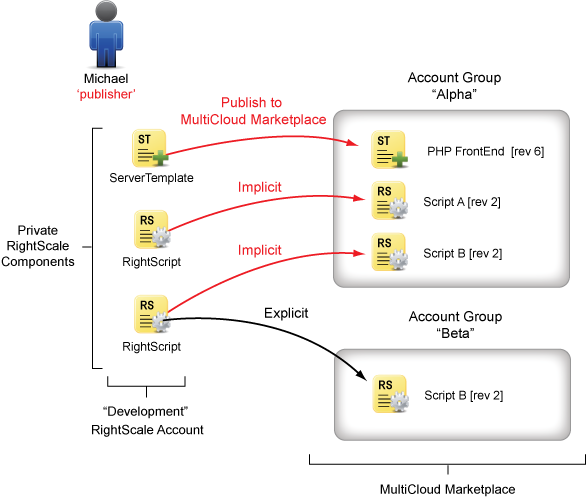 Michael
'publisher'
Account Group
“Alpha”
Publish to
MultiCloud Marketplace
ST
ServerTemplate
ST
PHP FrontEnd [rev 6]
Implicit
RS
RightScript
RS
Script A [rev 2]
Private
RightScale
Components
Implicit
RS
Script B [rev 2]
RS
RightScript
Explicit
Account Group
“Beta”
RS
Script B [rev 2]
“Development”
RightScale Account
MultiCloud Marketplace